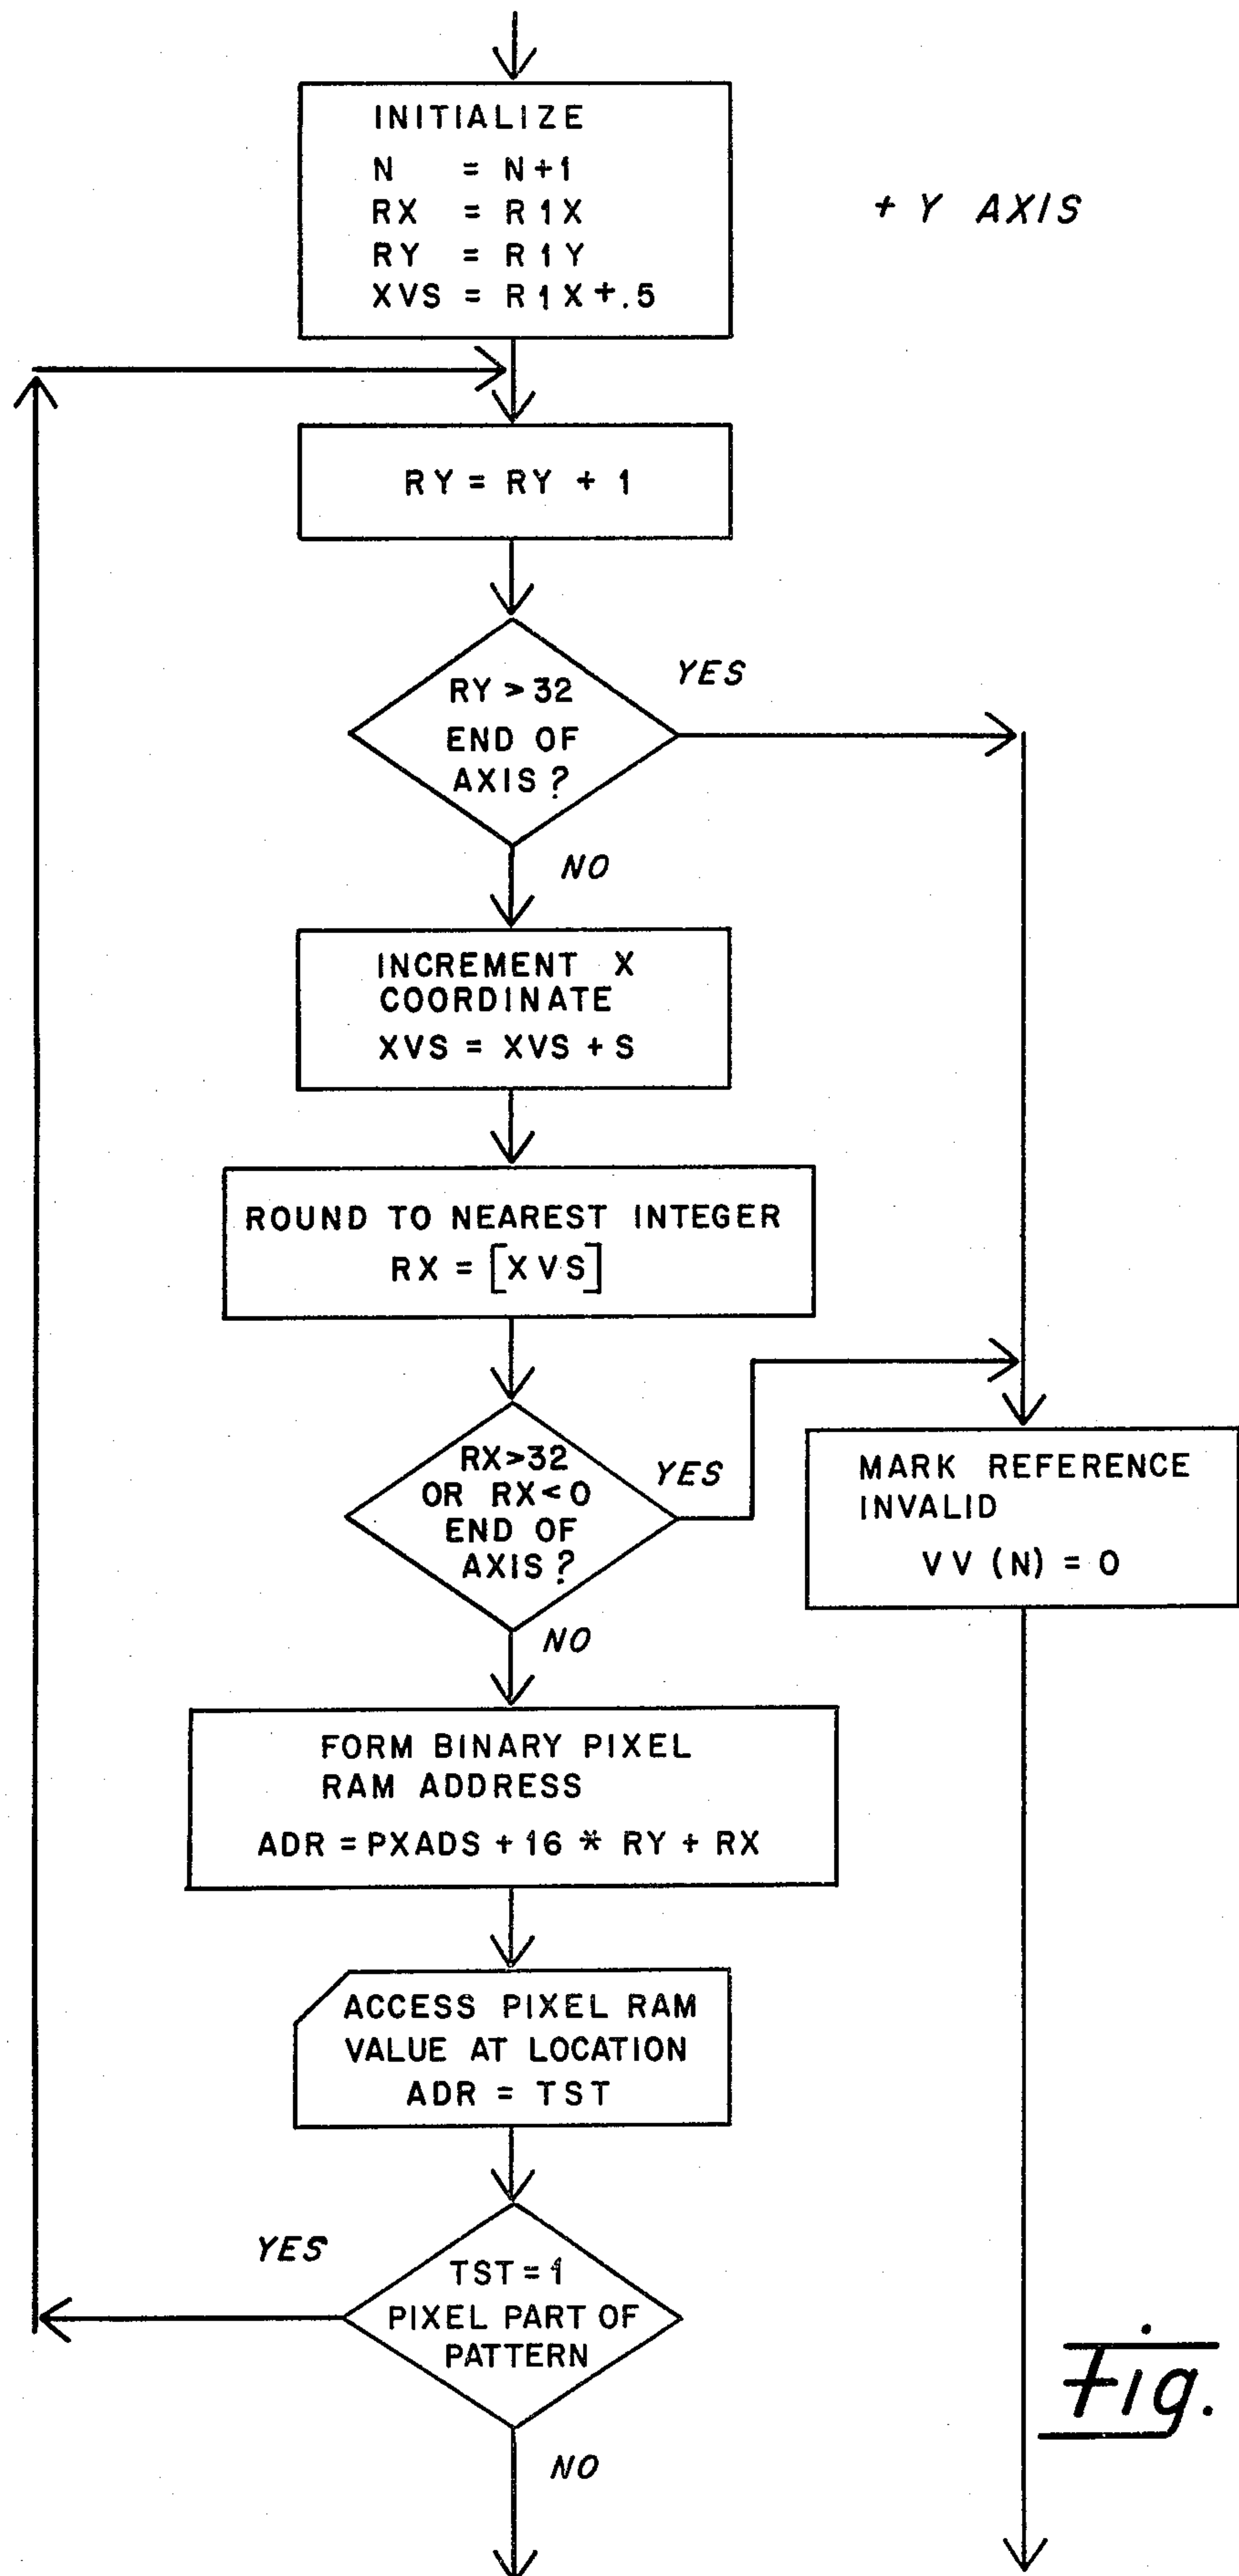 INITIALIZE
N = N+1
RX = R1X
RY = R1Y
XVS = R1X+.5
+ Y AXIS
RY = RY + 1
RY > 32
END OF
AXIS?
YES
NO
INCREMENT X
COORDINATE
XVS = XVS + S
ROUND TO NEAREST INTEGER
RX = [XVS]
RX>32
OR RX<0
END OF
AXIS?
YES
NO
MARK REFERENCE
INVALID
VV (N) = 0
FORM BINARY PIXEL
RAM ADDRESS
ADR = PXADS + 16 * RY + RX
ACCESS PIXEL RAM
VALUE AT LOCATION
ADR = TST
YES
TST = 1
PIXEL PART OF
PATTERN
NO
Fig.